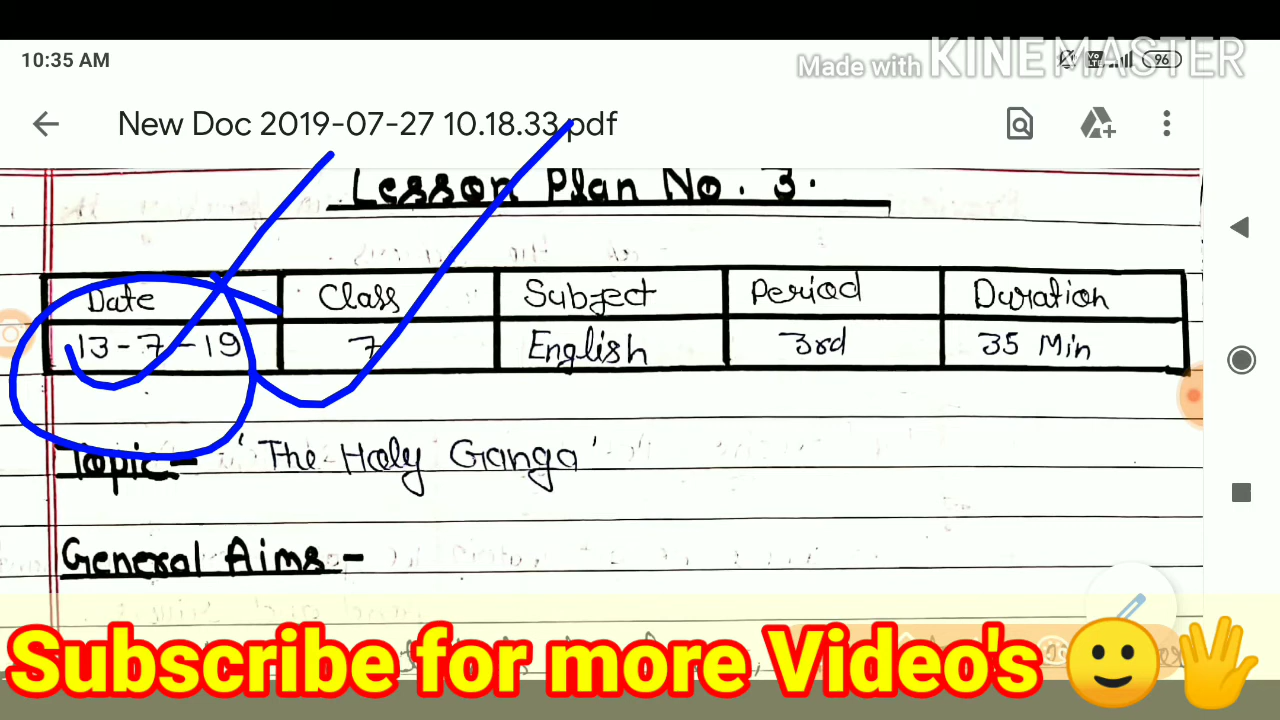 10:35 AM
Made with KINEMASTER
96
New Doc 2019-07-27 10.18.33.pdf
Lesson Plan No. 3.
Date Class Subject Period Duration
13-7-19 7 English 3rd 35 Min
Topic:- 'The Holy Ganga'
General Aims:-
Subscribe for more Video's